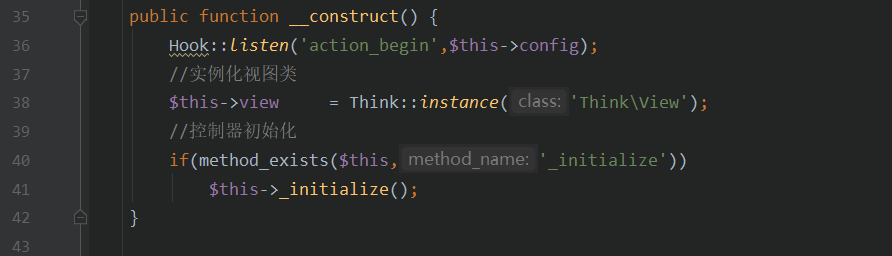 35 public function __construct() {
36 Hook::listen('action_begin',$this->config);
37 //实例化视图类
38 $this->view     = Think::instance( class: 'Think\View');
39 //控制器初始化
40 if(method_exists($this, method_name: '_initialize'))
41 $this->_initialize();
42 }
43